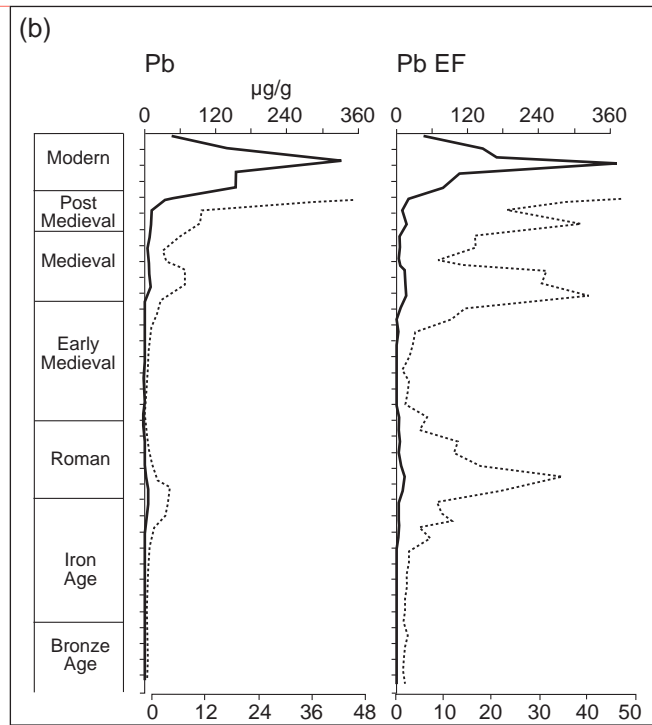 (b)
Pb
Pb EF
µg/g
0 120 240 360
0 120 240 360
Modern
Post
Medieval
Medieval
Early
Medieval
Roman
Iron
Age
Bronze
Age
0 12 24 36 48
0 10 20 30 40 50